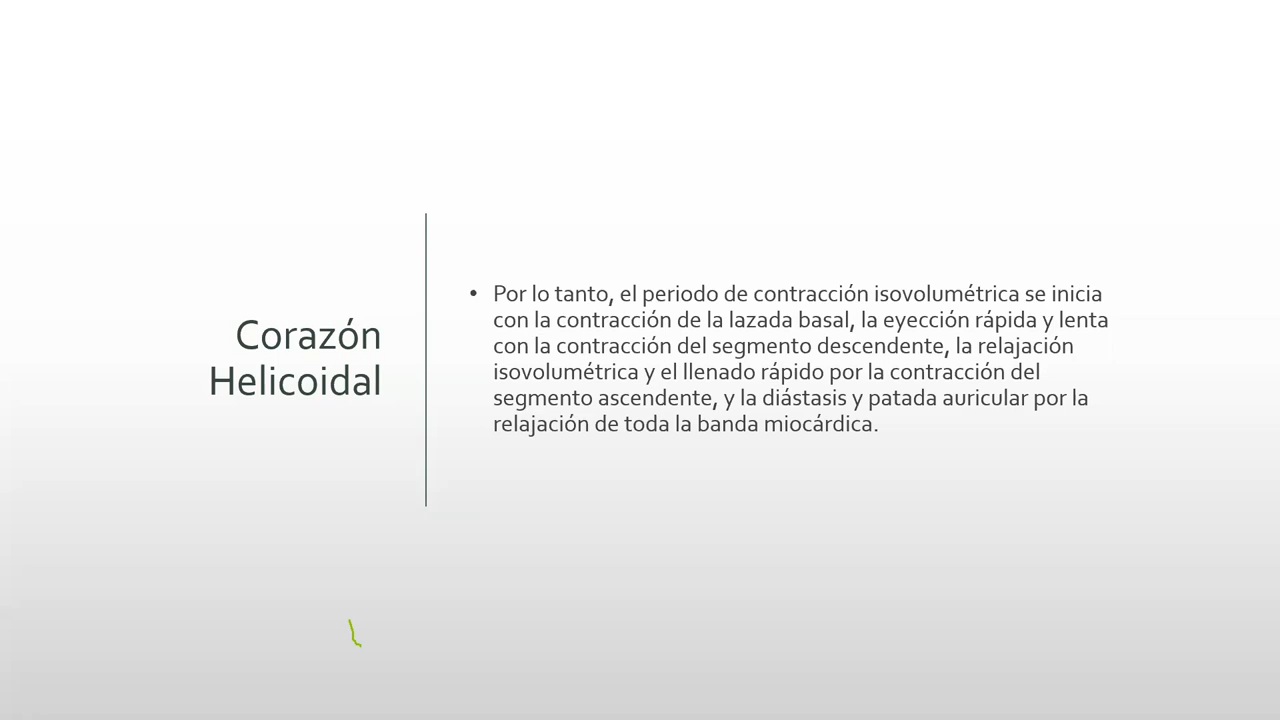 Corazón
Helicoidal
• Por lo tanto, el periodo de contracción isovolumétrica se inicia
con la contracción de la lazada basal, la eyección rápida y lenta
con la contracción del segmento descendente, la relajación
isovolumétrica y el llenado rápido por la contracción del
segmento ascendente, y la diástasis y patada auricular por la
relajación de toda la banda miocárdica.